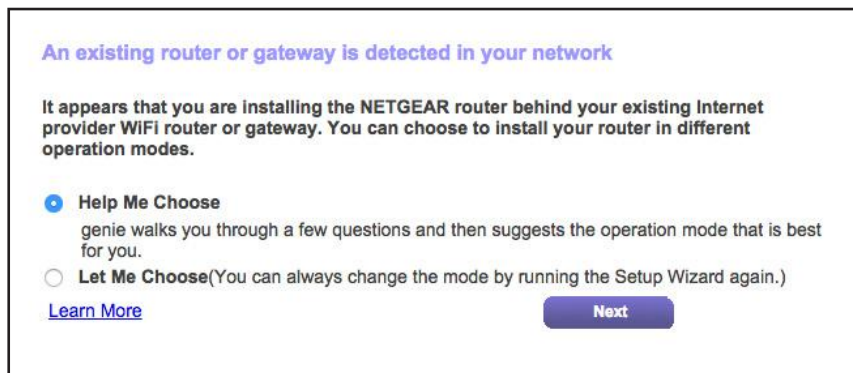 An existing router or gateway is detected in your network
It appears that you are installing the NETGEAR router behind your existing Internet
provider WiFi router or gateway. You can choose to install your router in different
operation modes.
Help Me Choose
genie walks you through a few questions and then suggests the operation mode that is best
for you.
Let Me Choose(You can always change the mode by running the Setup Wizard again.)
Learn More
Next